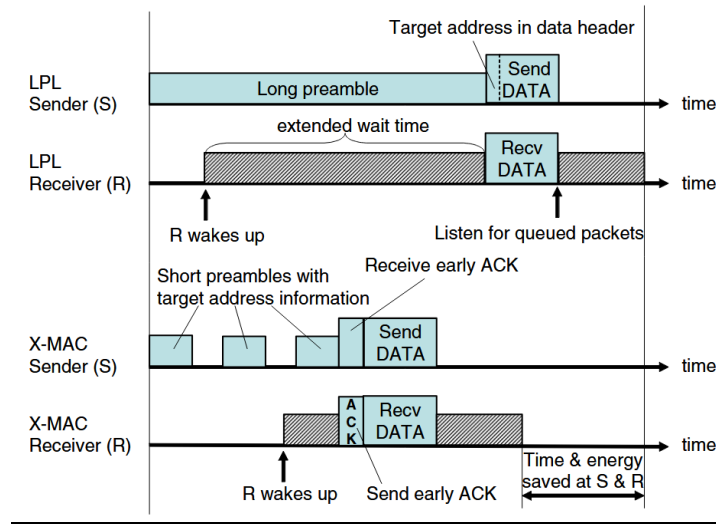 Target address in data header
LPL
Sender (S)
Long preamble
Send
DATA
time
extended wait time
LPL
Receiver (R)
Recv
DATA
time
R wakes up
Listen for queued packets
Receive early ACK
Short preambles with
target address information
X-MAC
Sender (S)
Send
DATA
time
X-MAC
Receiver (R)
A
C
K
Recv
DATA
time
R wakes up
Send early ACK
Time & energy
saved at S & R